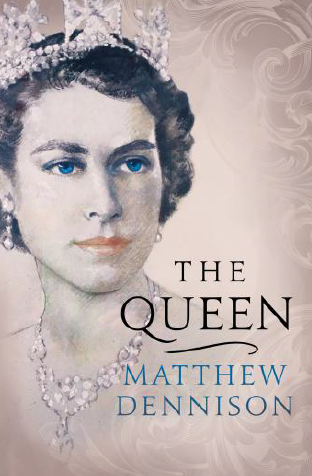 THE
QUEEN
MATTHEW
DENNISON